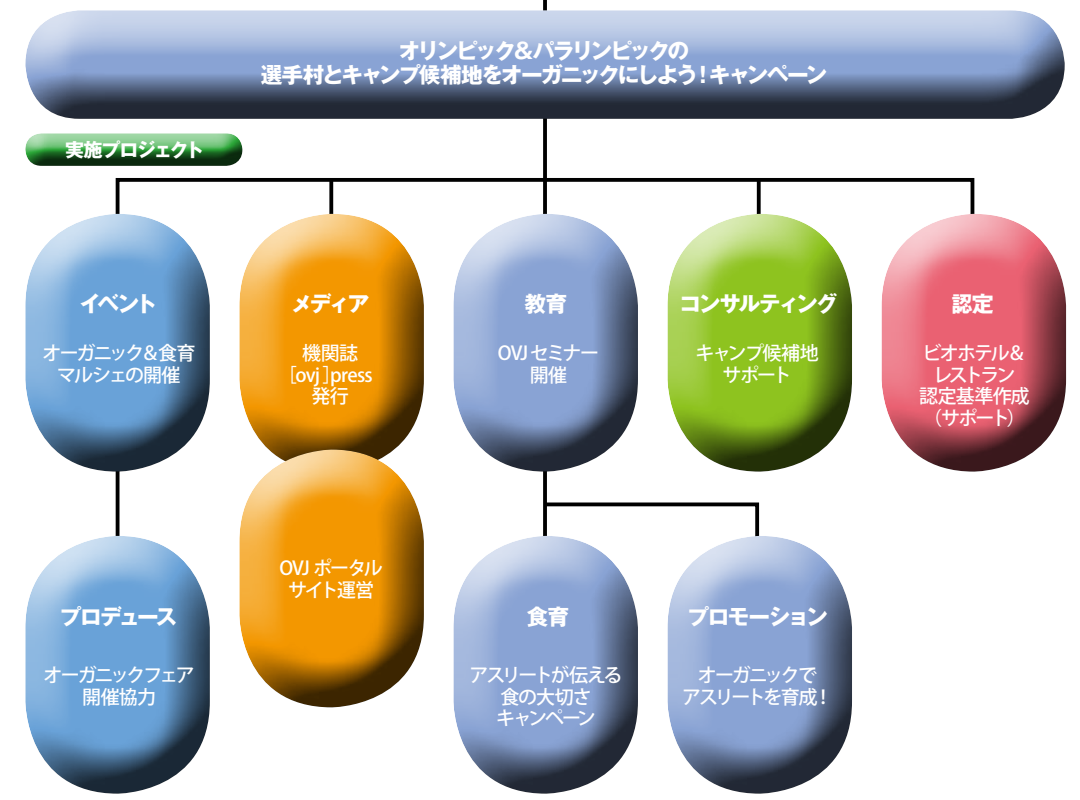 オリンピック&パラリンピックの
選手村とキャンプ候補地をオーガニックにしよう！キャンペーン
実施プロジェクト
イベント
オーガニック&食育
マルシェの開催
メディア
機関誌
[ovj]press
発行
教育
OVJセミナー
開催
コンサルティング
キャンプ候補地
サポート
認定
ビオホテル&
レストラン
認定基準作成
（サポート）
プロデュース
オーガニックフェア
開催協力
OVJポータル
サイト運営
食育
アスリートが伝える
食の大切さ
キャンペーン
プロモーション
オーガニックで
アスリートを育成！